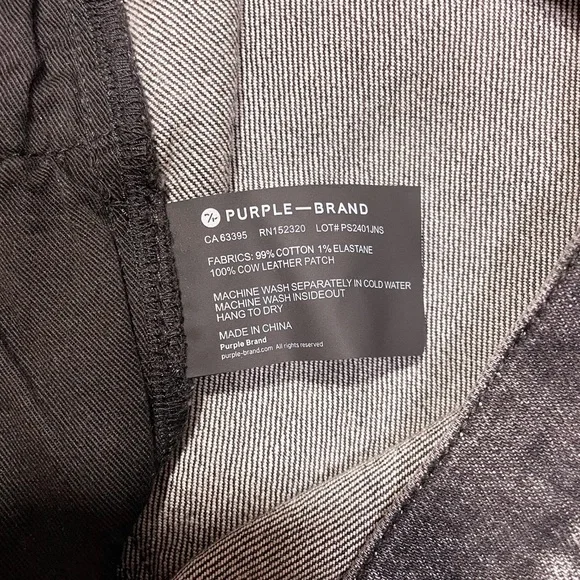 PURPLE—BRAND
CA 63395 RN152320 LOT# PS2401JNS
FABRICS: 99% COTTON 1% ELASTANE
100% COW LEATHER PATCH
MACHINE WASH SEPARATELY IN COLD WATER
MACHINE WASH INSIDEOUT
HANG TO DRY
MADE IN CHINA
Purple Brand
purple-brand.com All rights reserved